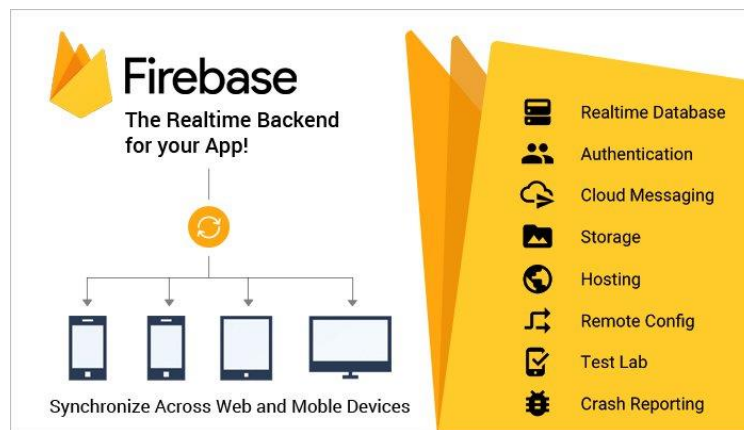 Firebase
The Realtime Backend
for your App!
Synchronize Across Web and Moble Devices
Realtime Database
Authentication
Cloud Messaging
Storage
Hosting
Remote Config
Test Lab
Crash Reporting